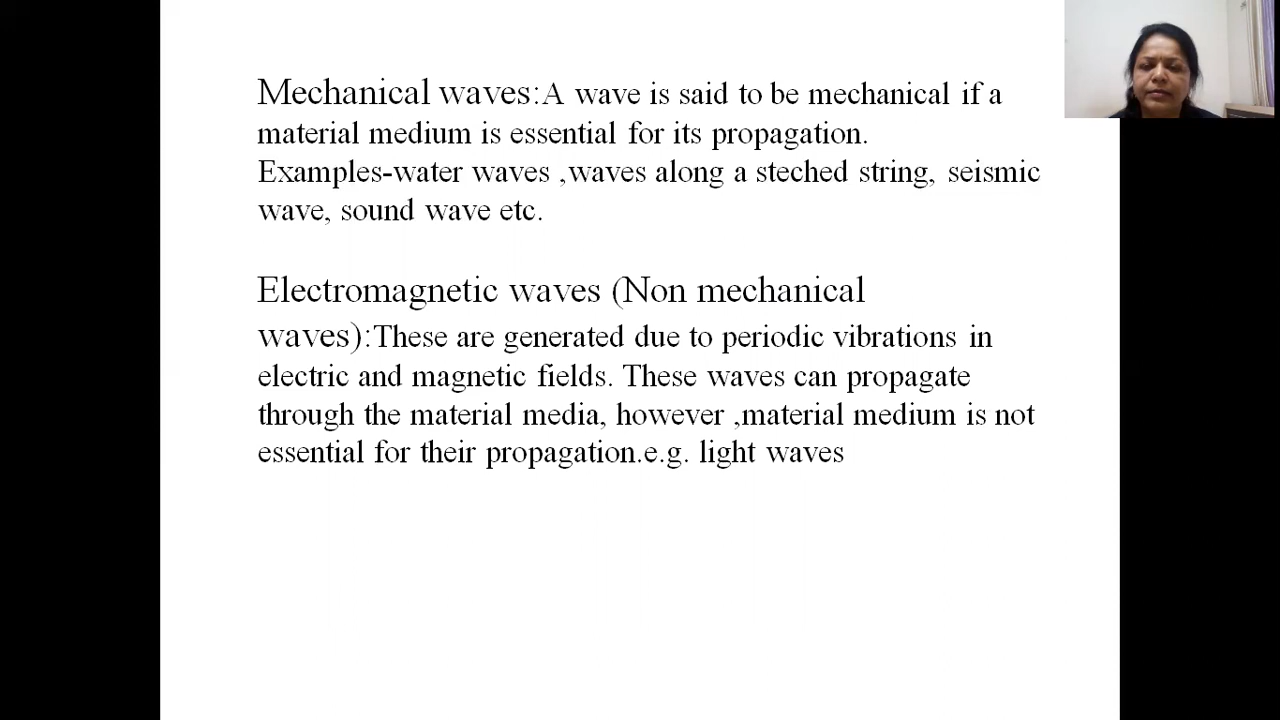 Mechanical waves:A wave is said to be mechanical if a
material medium is essential for its propagation.
Examples-water waves ,waves along a steched string, seismic
wave, sound wave etc.
Electromagnetic waves (Non mechanical
waves):These are generated due to periodic vibrations in
electric and magnetic fields. These waves can propagate
through the material media, however ,material medium is not
essential for their propagation.e.g. light waves